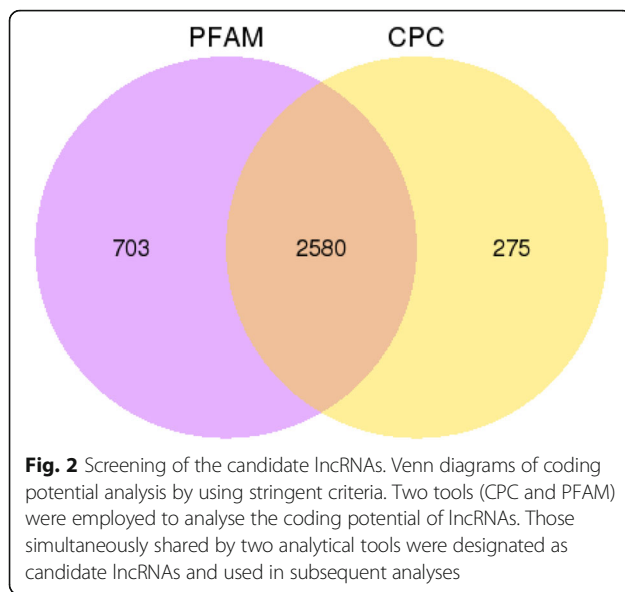 PFAM CPC
703 2580 275
Fig. 2 Screening of the candidate lncRNAs. Venn diagrams of coding
potential analysis by using stringent criteria. Two tools (CPC and PFAM)
were employed to analyse the coding potential of lncRNAs. Those
simultaneously shared by two analytical tools were designated as
candidate lncRNAs and used in subsequent analyses